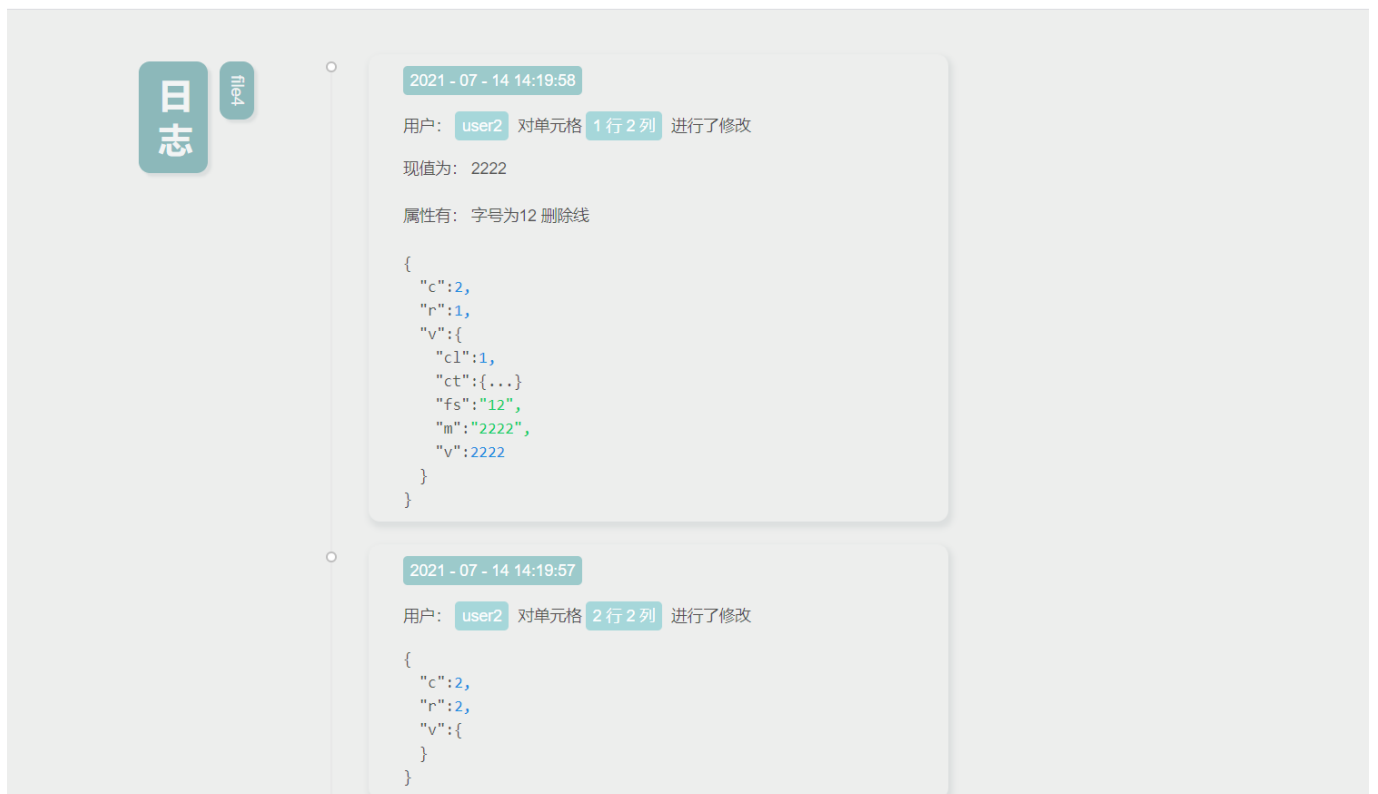 日志
file4
2021 - 07 - 14 14:19:58
用户： user2 对单元格 1 行 2 列 进行了修改
现值为： 2222
属性有： 字号为12 删除线
{
"c":2,
"r":1,
"v":{
"cl":1,
"ct":{...}
"fs":"12",
"m":"2222",
"v":2222
}
}
2021 - 07 - 14 14:19:57
用户： user2 对单元格 2 行 2 列 进行了修改
{
"c":2,
"r":2,
"v":{
}
}